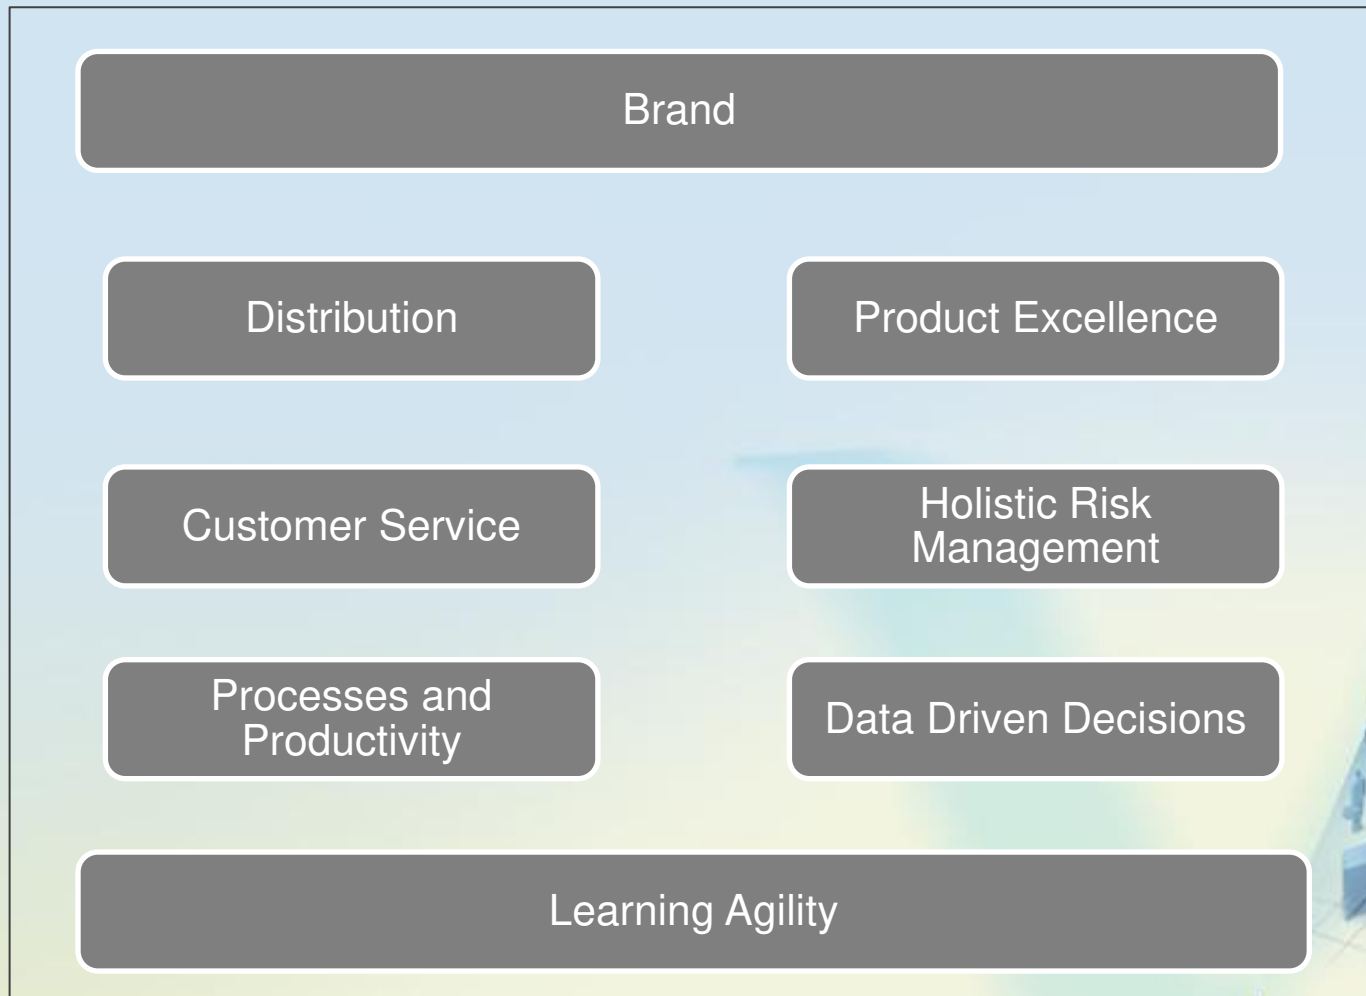 Brand
Distribution
Product Excellence
Customer Service
Holistic Risk
Management
Processes and
Productivity
Data Driven Decisions
Learning Agility